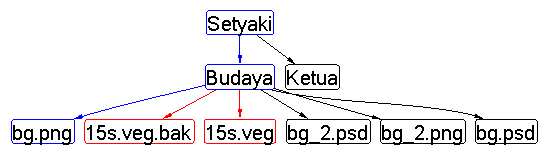 Setyaki
Budaya Ketua
bg.png 15s.veg.bak 15s.veg bg_2.psd bg_2.png bg.psd